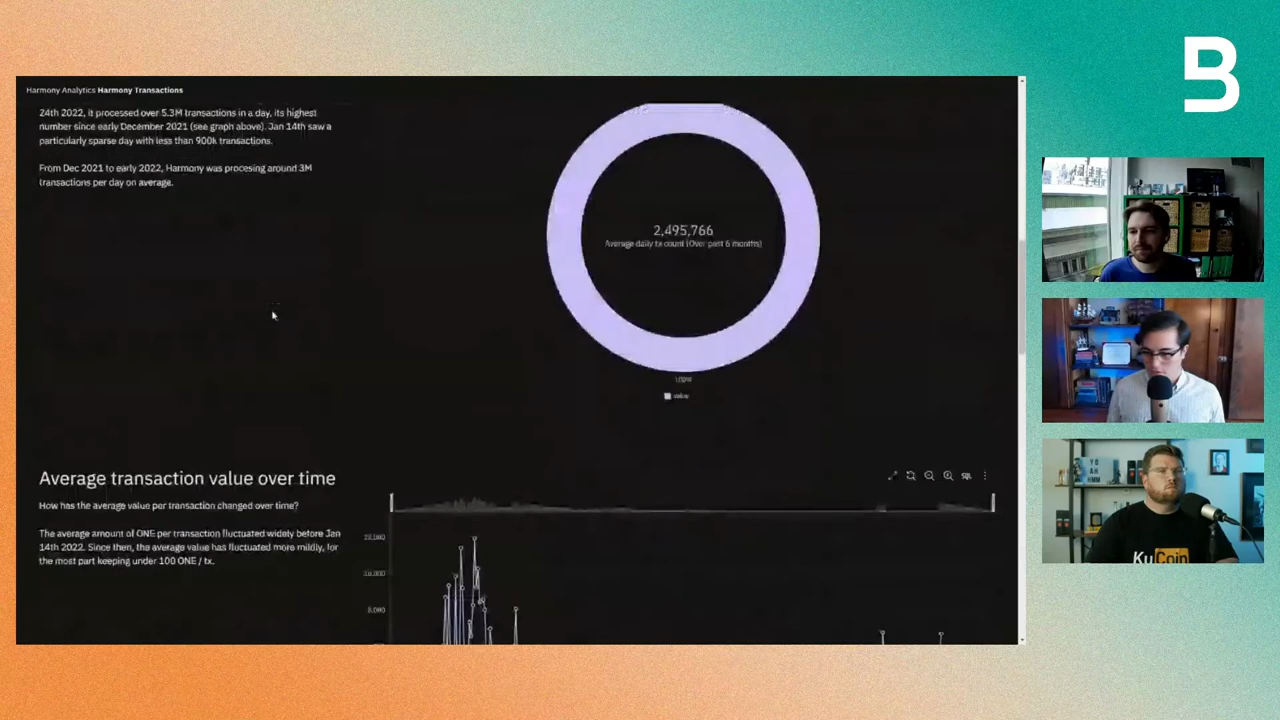 B
Harmony Analytics Harmony Transactions
24th 2022, it processed over 5.3M transactions in a day, its highest
number since early December 2021 (see graph above). Jan 14th saw a
particularly sparse day with less than 900k transactions.
From Dec 2021 to early 2022, Harmony was procesing around 3M
transactions per day on average.
2,495,766
Average daily tx count (Over past 6 months)
value
Average transaction value over time
How has the average value per transaction changed over time?
The average amount of ONE per transaction fluctuated widely before Jan
14th 2022. Since then, the average value has fluctuated more mildly, for
the most part keeping under 100 ONE / tx.
KuCoin